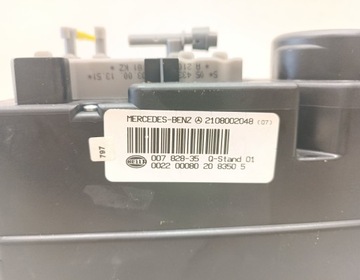 MERCEDES-BENZ 2108002048 (07)
HELLA
007 828-35 Q-Stand 01
0022 00080 20 8350 5
797